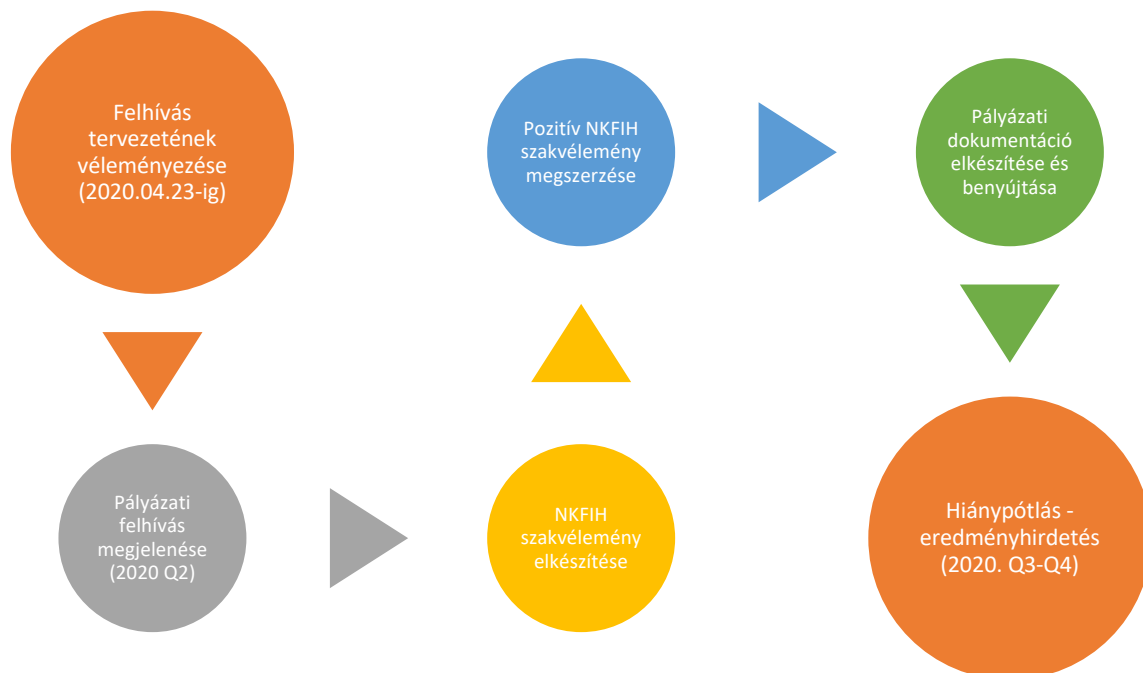 Felhívás
tervezetének
véleményezése
(2020.04.23-ig)
Pályázati
felhívás
megjelenése
(2020 Q2)
NKFIH
szakvélemény
elkészítése
Pozitív NKFIH
szakvélemény
megszerzése
Pályázati
dokumentáció
elkészítése és
benyújtása
Hiánypótlás -
eredményhirdetés
(2020. Q3-Q4)